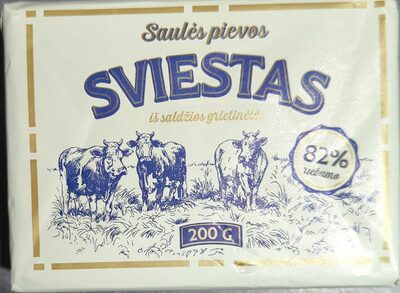 Saulės pievos
SVIESTAS
iš saldžios grietinėlės
82%
riebumo
200 G